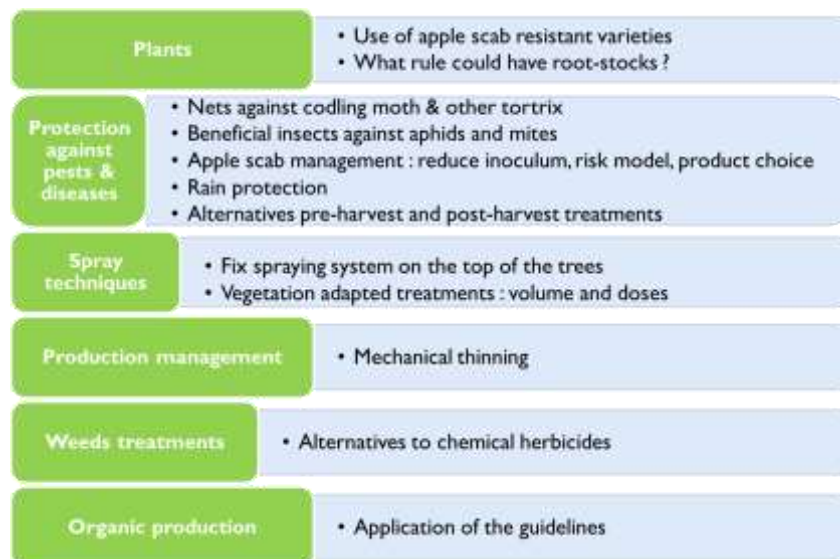 Plants
• Use of apple scab resistant varieties
• What rule could have root-stocks ?
Protection
against
pests &
diseases
• Nets against codling moth & other tortrix
• Beneficial insects against aphids and mites
• Apple scab management : reduce inoculum, risk model, product choice
• Rain protection
• Alternatives pre-harvest and post-harvest treatments
Spray
techniques
• Fix spraying system on the top of the trees
• Vegetation adapted treatments : volume and doses
Production management
• Mechanical thinning
Weeds treatments
• Alternatives to chemical herbicides
Organic production
• Application of the guidelines